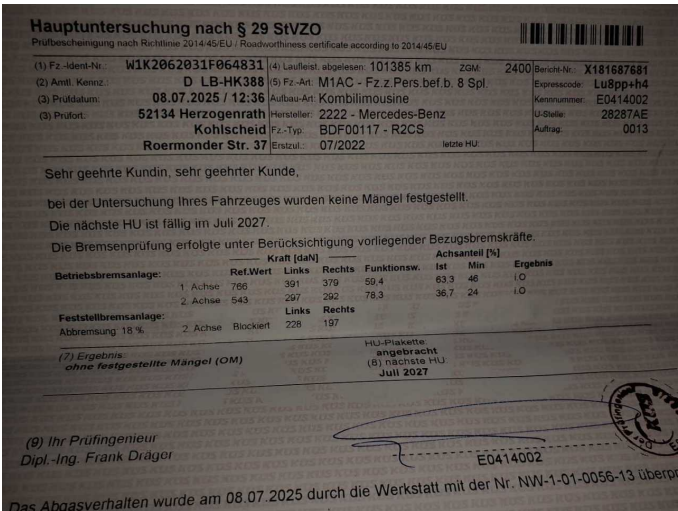 Hauptuntersuchung nach § 29 StVZO
Prüfbescheinigung nach Richtlinie 2014/45/EU / Roadworthiness certificate according to 2014/45/EU
(1) Fz.-Ident-Nr.: W1K2062031F064831 (4) Laufleist. abgelesen: 101385 km ZGM: 2400 Bericht-Nr.: X181687681
(2) Amtl. Kennz.: D LB-HK388 (5) Fz.-Art: M1AC - Fz.z.Pers.bef.b. 8 Spl. Expresscode: Lu8pp+h4
(3) Prüfdatum: 08.07.2025 / 12:36 Aufbau-Art: Kombilimousine Kennnummer: E0414002
(3) Prüfort: 52134 Herzogenrath Hersteller: 2222 - Mercedes-Benz U-Stelle: 28287AE
Kohlscheid Fz.-Typ: BDF00117 - R2CS Auftrag: 0013
Roermonder Str. 37 Erstzul.: 07/2022 letzte HU:
Sehr geehrte Kundin, sehr geehrter Kunde,
bei der Untersuchung Ihres Fahrzeuges wurden keine Mängel festgestellt.
Die nächste HU ist fällig im Juli 2027.
Die Bremsenprüfung erfolgte unter Berücksichtigung vorliegender Bezugsbremskräfte.
Kraft [daN] Achsanteil [%]
Betriebsbremsanlage: Ref.Wert Links Rechts Funktionsw. Ist Min Ergebnis
1. Achse 766 391 379 59,4 63,3 46 i.O
2. Achse 543 297 292 78,3 36,7 24 i.O
Feststellbremsanlage: Links Rechts
Abbremsung: 18 % 2. Achse Blockiert 228 197
(7) Ergebnis: HU-Plakette:
ohne festgestellte Mängel (OM) angebracht
(8) nächste HU:
Juli 2027
(9) Ihr Prüfingenieur
Dipl.-Ing. Frank Dräger
E0414002
Das Abgasverhalten wurde am 08.07.2025 durch die Werkstatt mit der Nr. NW-1-01-0056-13 überpr